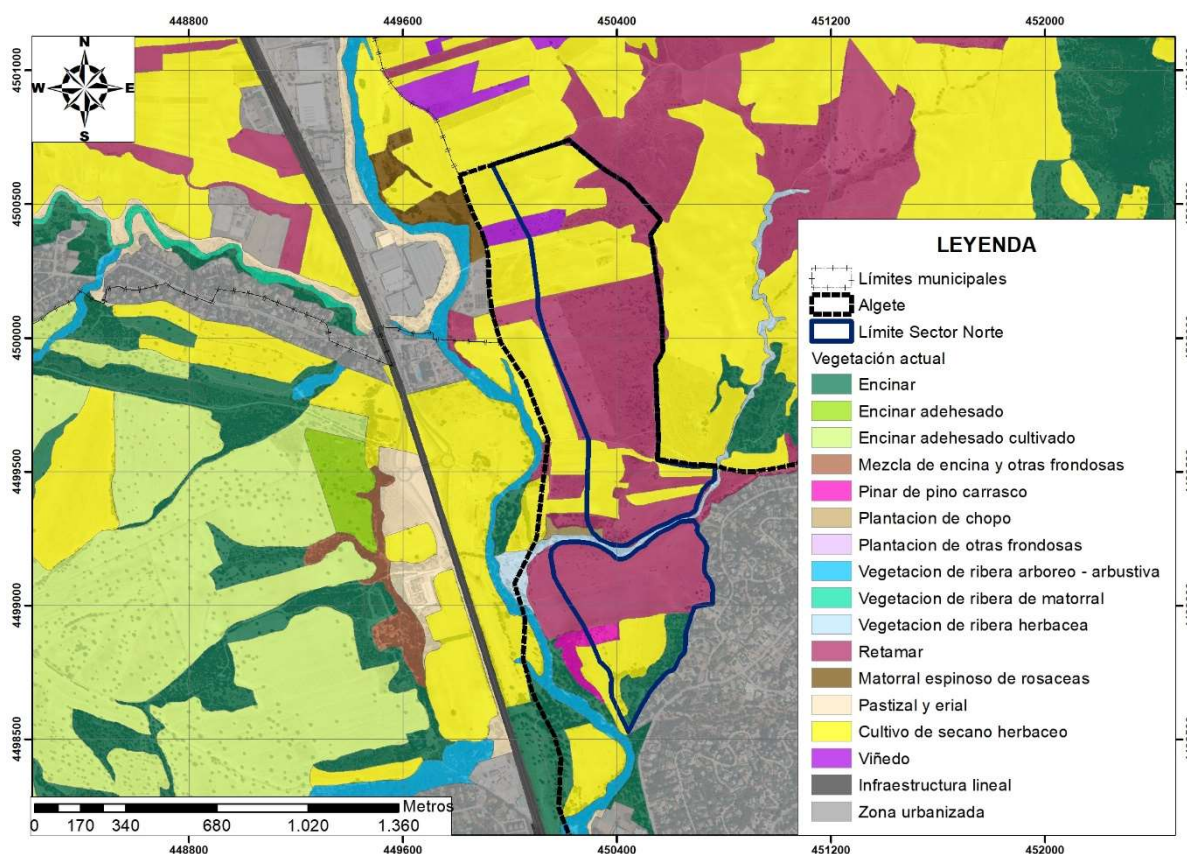 448800 449600 450400 451200 452000
N
W E
S
4501000
4500500
4500000
4499500
4499000
4498500
LEYENDA
Límites municipales
Algete
Límite Sector Norte
Vegetación actual
Encinar
Encinar adehesado
Encinar adehesado cultivado
Mezcla de encina y otras frondosas
Pinar de pino carrasco
Plantacion de chopo
Plantacion de otras frondosas
Vegetacion de ribera arboreo - arbustiva
Vegetacion de ribera de matorral
Vegetacion de ribera herbacea
Retamar
Matorral espinoso de rosaceas
Pastizal y erial
Cultivo de secano herbaceo
Viñedo
Infraestructura lineal
Zona urbanizada
Metros
0 170 340 680 1.020 1.360
448800 449600 450400 451200 452000